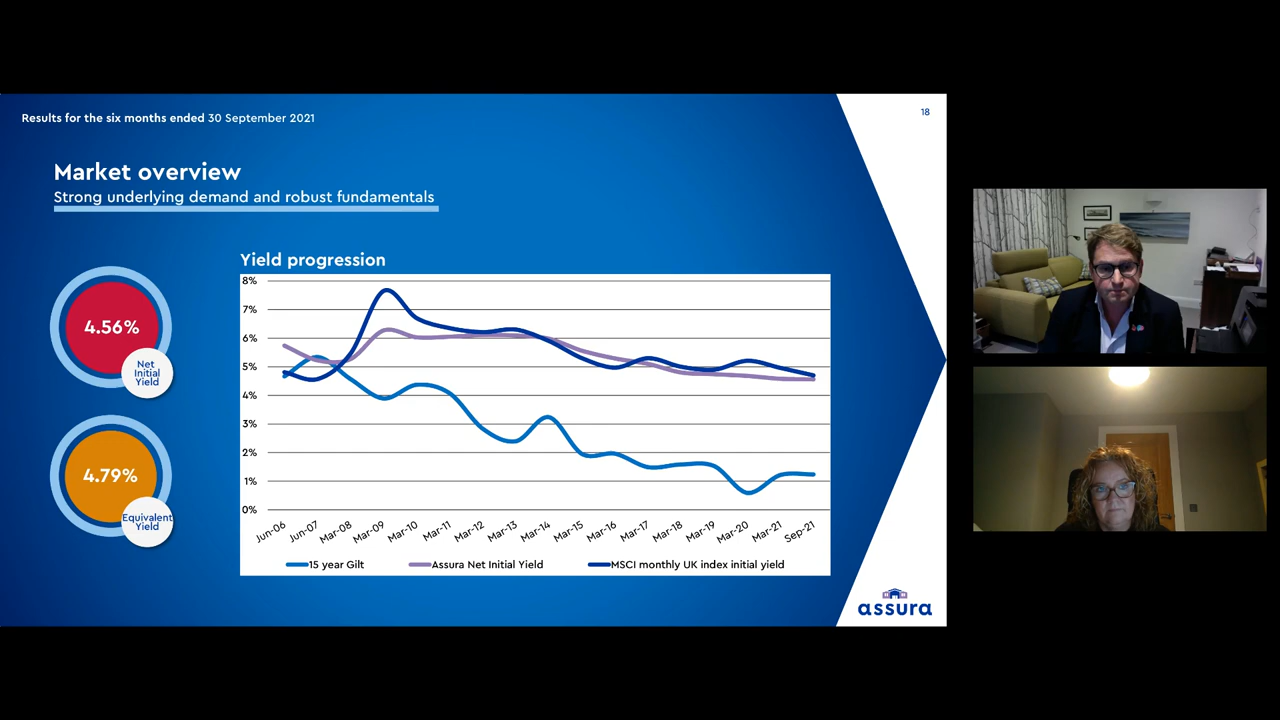 Results for the six months ended 30 September 2021
18
Market overview
Strong underlying demand and robust fundamentals
4.56%
Net
Initial
Yield
4.79%
Equivalent
Yield
Yield progression
8%
7%
6%
5%
4%
3%
2%
1%
0%
Jun-06 Jun-07 Mar-08 Mar-09 Mar-10 Mar-11 Mar-12 Mar-13 Mar-14 Mar-15 Mar-16 Mar-17 Mar-18 Mar-19 Mar-20 Mar-21 Sep-21
15 year Gilt Assura Net Initial Yield MSCI monthly UK index initial yield
assura